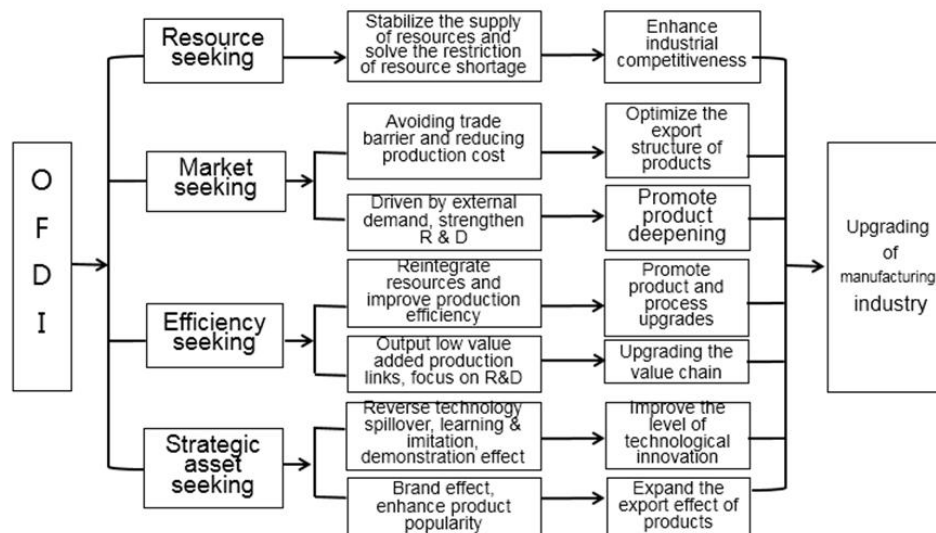 O
F
D
I
Resource
seeking
Stabilize the supply
of resources and
solve the restriction
of resource shortage
Enhance
industrial
competitiveness
Market
seeking
Avoiding trade
barrier and reducing
production cost
Optimize the
export
structure of
products
Driven by external
demand, strengthen
R & D
Promote
product
deepening
Efficiency
seeking
Reintegrate
resources and
improve production
efficiency
Promote
product and
process
upgrades
Output low value
added production
links, focus on R&D
Upgrading the
value chain
Strategic
asset
seeking
Reverse technology
spillover, learning &
imitation,
demonstration effect
Improve the
level of
technological
innovation
Brand effect,
enhance product
popularity
Expand the
export effect of
products
Upgrading
of
manufacturing
industry